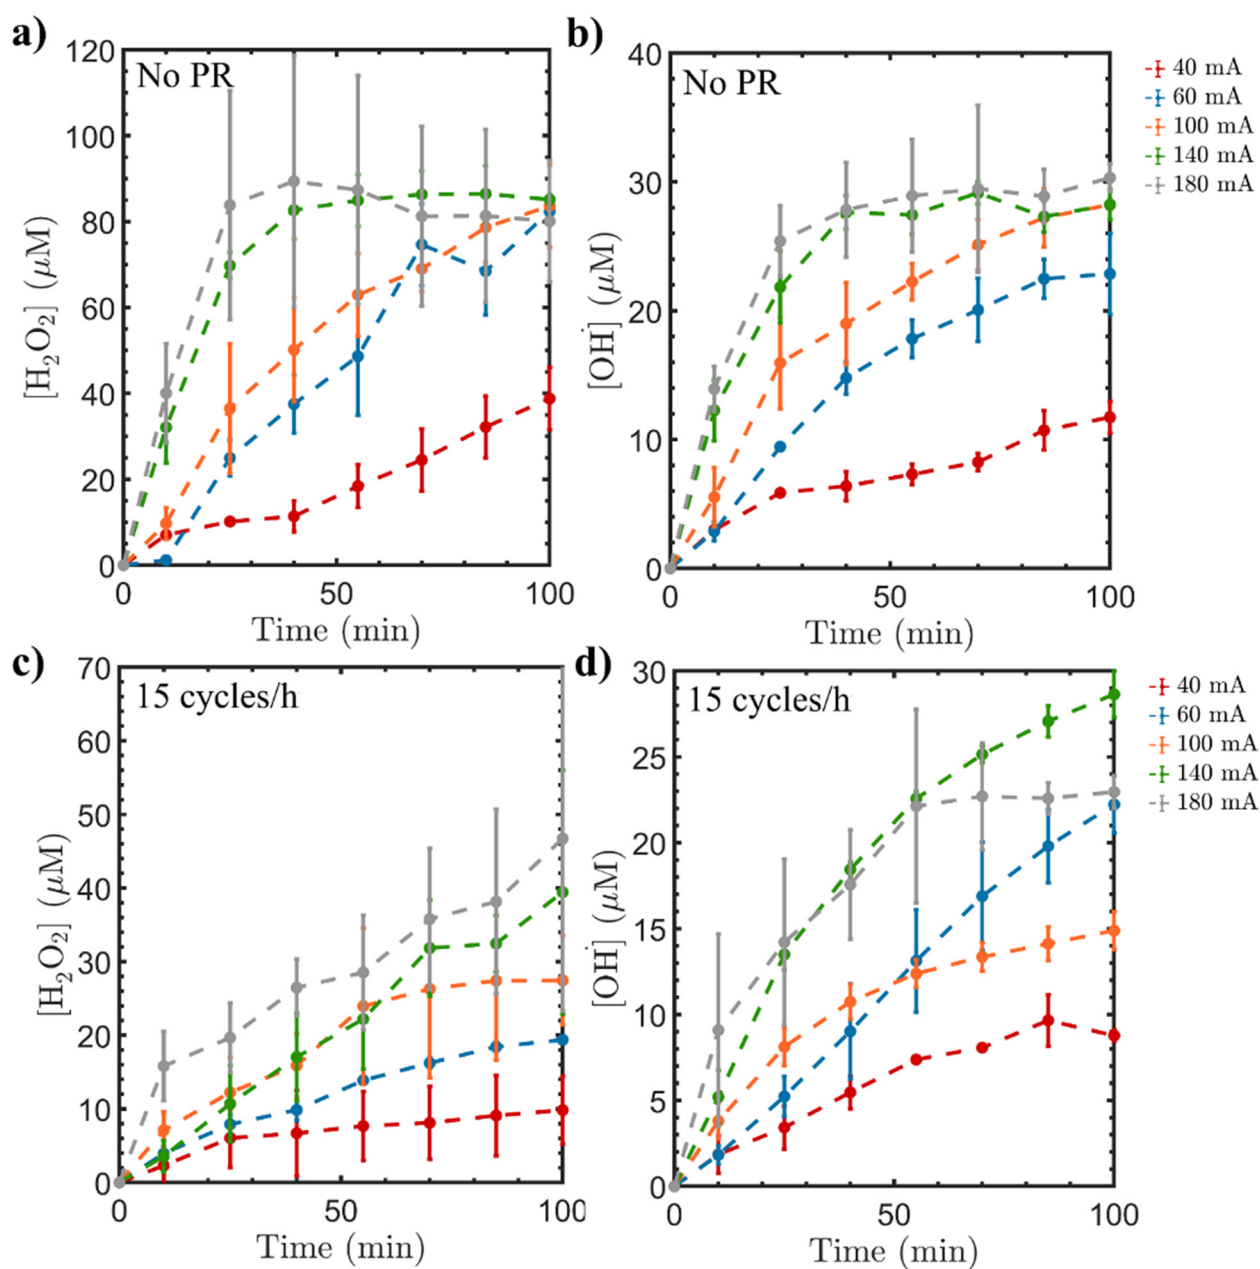 a)
120
100
80
60
40
20
0
[H₂O₂] (μM)
No PR
0 50 100
Time (min)
b)
40
30
20
10
0
[OḢ] (μM)
No PR
0 50 100
Time (min)
40 mA
60 mA
100 mA
140 mA
180 mA
c)
70
60
50
40
30
20
10
0
[H₂O₂] (μM)
15 cycles/h
0 50 100
Time (min)
d)
30
25
20
15
10
5
0
[OḢ] (μM)
15 cycles/h
0 50 100
Time (min)
40 mA
60 mA
100 mA
140 mA
180 mA